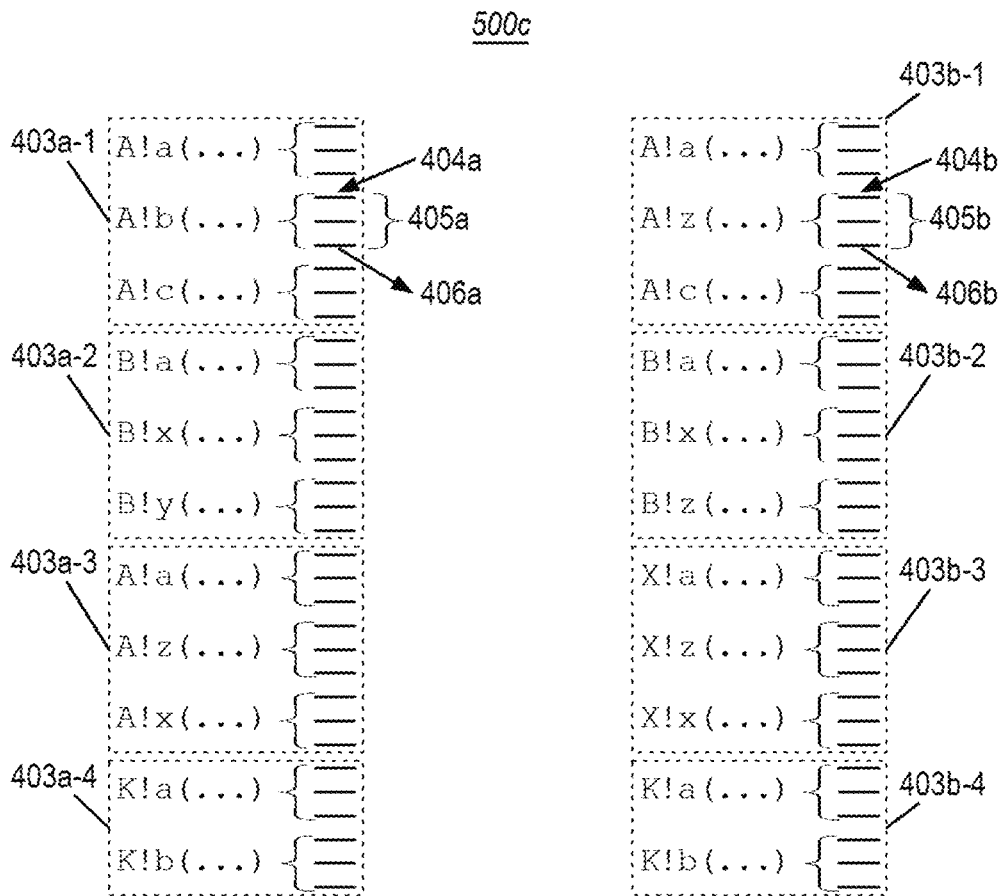 500c
403b-1
403a-1
A!a(...)
A!a(...)
404a
404b
A!b(...)
405a
A!z(...)
405b
A!c(...)
406a
A!c(...)
406b
403a-2
B!a(...)
B!a(...)
403b-2
B!x(...)
B!x(...)
B!y(...)
B!z(...)
403a-3
A!a(...)
X!a(...)
403b-3
A!z(...)
X!z(...)
A!x(...)
X!x(...)
403a-4
K!a(...)
K!a(...)
403b-4
K!b(...)
K!b(...)